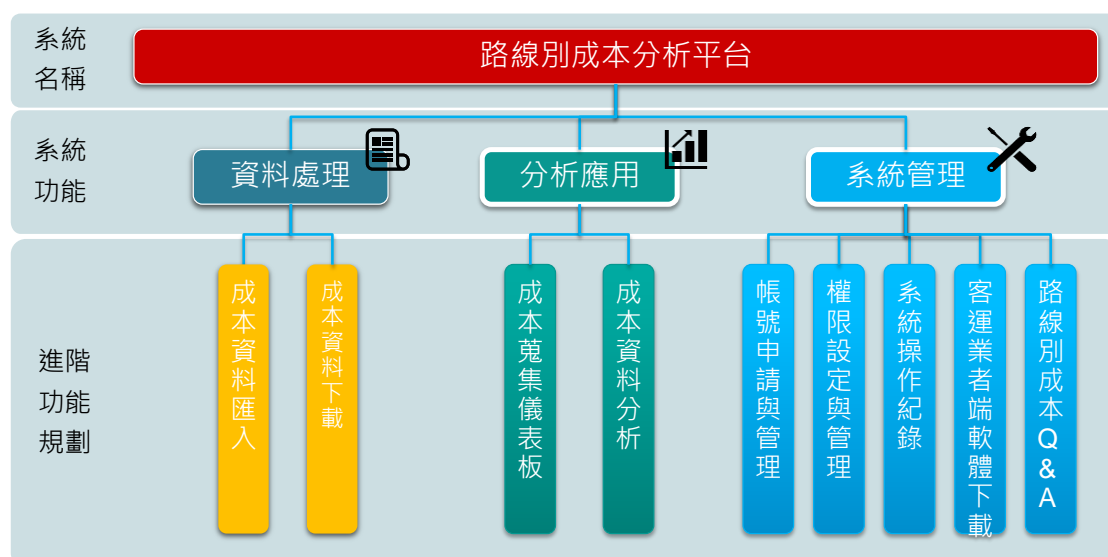 系統
名稱
路線別成本分析平台
系統
功能
資料處理
分析應用
系統管理
進階
功能
規劃
成本資料匯入
成本資料下載
成本蒐集儀表板
成本資料分析
帳號申請與管理
權限設定與管理
系統操作紀錄
客運業者端軟體下載
路線別成本Q&A